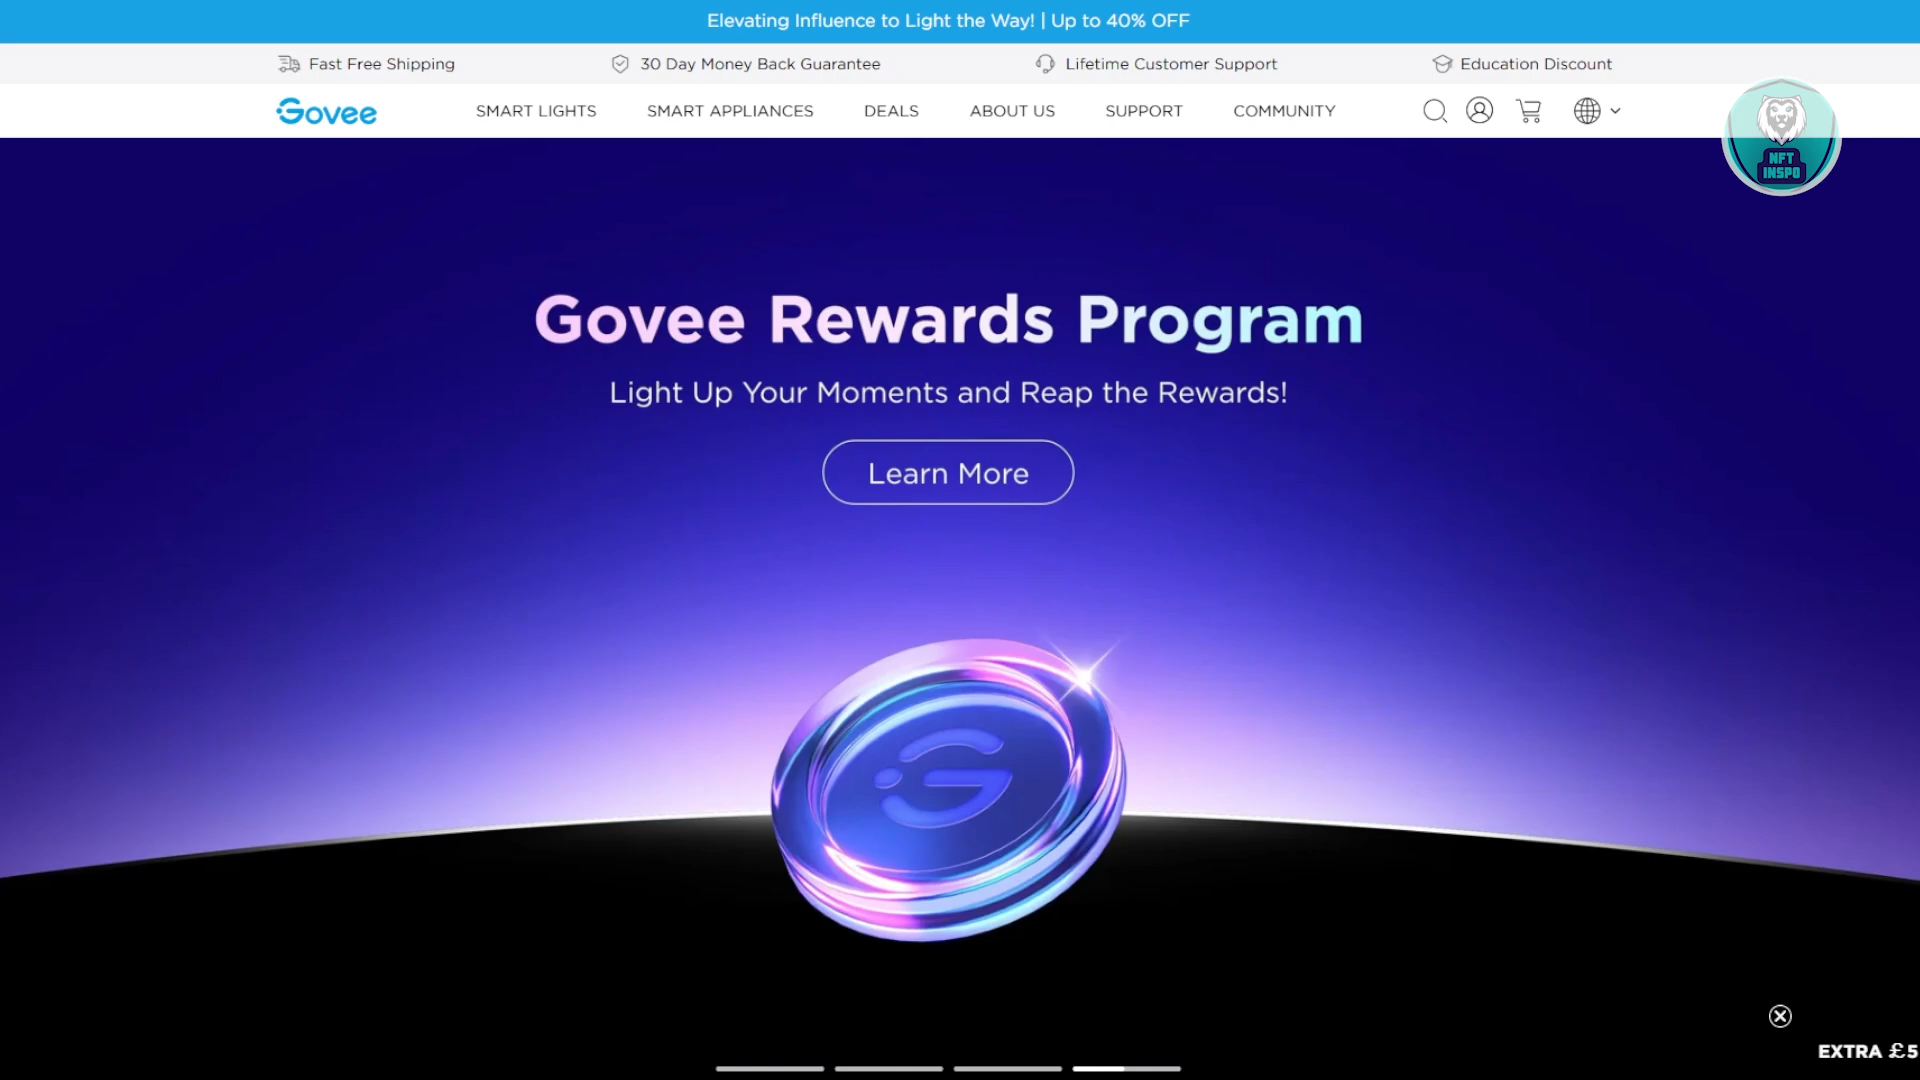 Elevating Influence to Light the Way! | Up to 40% OFF
Fast Free Shipping
30 Day Money Back Guarantee
Lifetime Customer Support
Education Discount
Govee
SMART LIGHTS
SMART APPLIANCES
DEALS
ABOUT US
SUPPORT
COMMUNITY
NFT
INSPO
Govee Rewards Program
Light Up Your Moments and Reap the Rewards!
Learn More
G
EXTRA £5